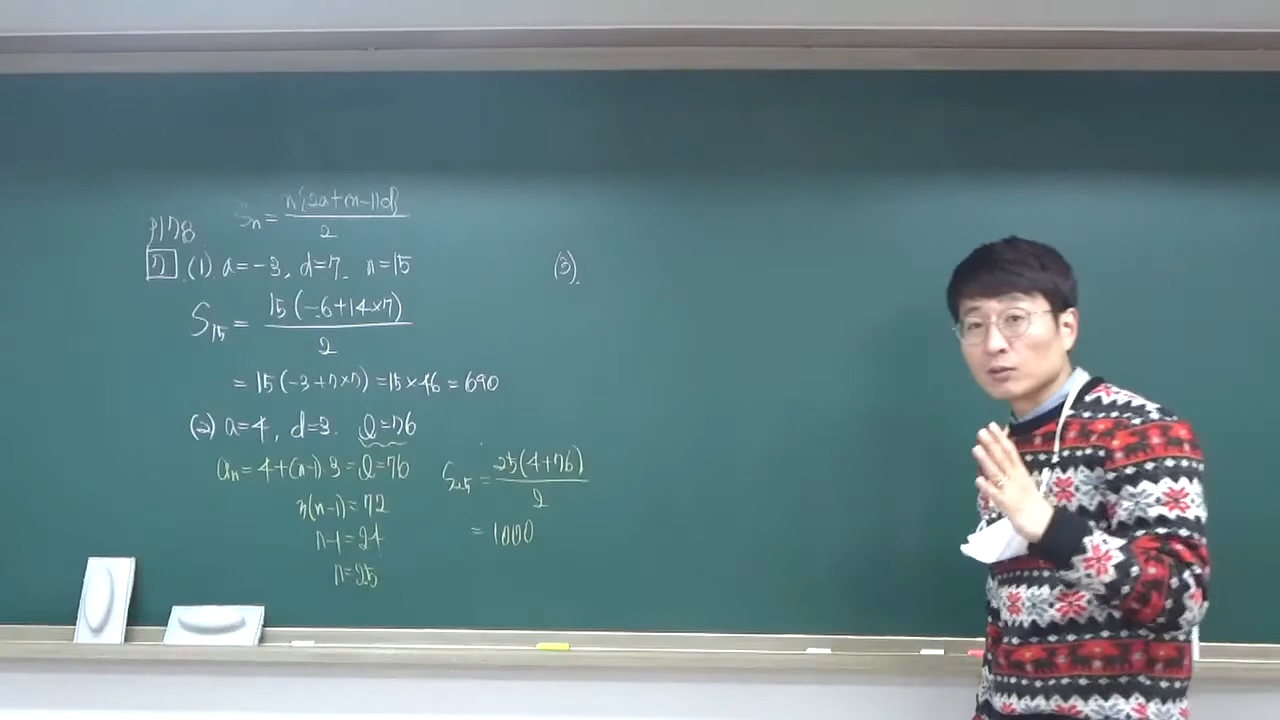 Sn = n{2a+(n-1)d} / 2
p178
7 (1) a=-3, d=7. n=15
S15 = 15(-6+14×7) / 2
= 15(-3+7×7) = 15×46 = 690
(2) a=4, d=3. l=76
an = 4+(n-1)·3 = l = 76
3(n-1) = 72
n-1 = 24
n = 25
S25 = 25(4+76) / 2
= 1000
(3).